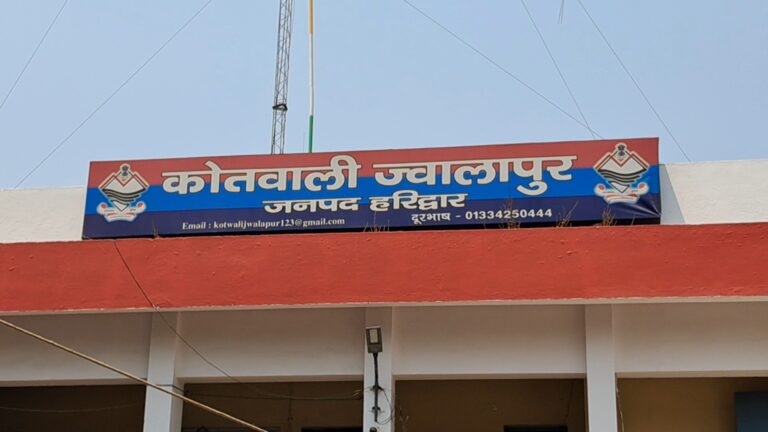 कोतवाली ज्वालापुर
जनपद हरिद्वार
Email : kotwalijwalapur123@gmail.com दूरभाष - 01334250444